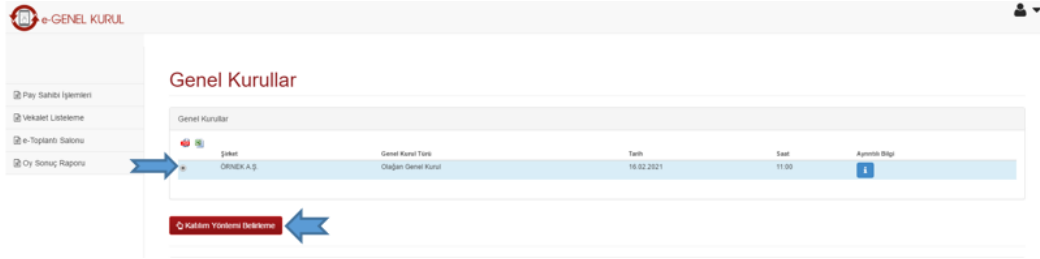 e-GENEL KURUL
Genel Kurullar
Pay Sahibi İşlemleri
Vekalet Listeleme
e-Toplantı Salonu
Oy Sonuç Raporu
Genel Kurullar
Şirket Genel Kurul Türü Tarih Saat Ayrıntılı Bilgi
ÖRNEK A.Ş. Olağan Genel Kurul 16.02.2021 11:00 i
Katılım Yöntemi Belirleme